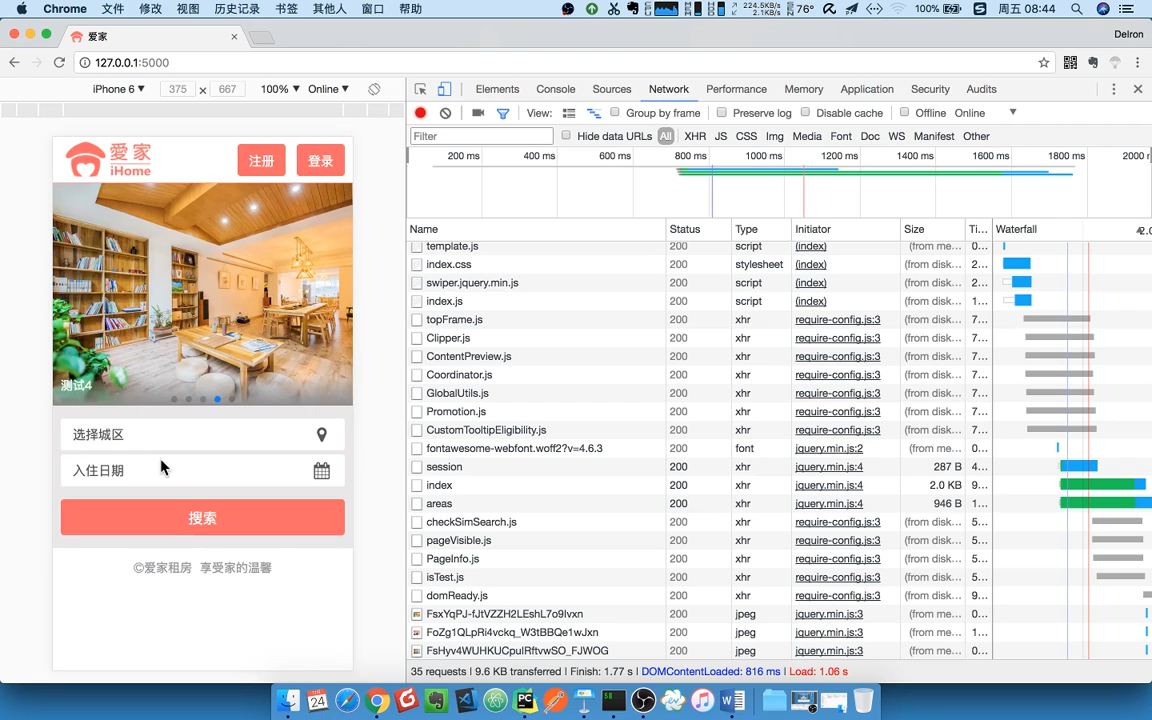 Chrome 文件 修改 视图 历史记录 书签 其他人 窗口 帮助 224.5KB/s 2.1KB/s 76° 100% 周五 08:44
爱家 Delron
127.0.0.1:5000
iPhone 6 375 × 667 100% Online
Elements Console Sources Network Performance Memory Application Security Audits
View: Group by frame Preserve log Disable cache Offline Online
Filter Hide data URLs All XHR JS CSS Img Media Font Doc WS Manifest Other
200 ms 400 ms 600 ms 800 ms 1000 ms 1200 ms 1400 ms 1600 ms 1800 ms 2000
愛家
iHome
注册 登录
测试4
选择城区
入住日期
搜索
©爱家租房 享受家的温馨
Name Status Type Initiator Size Ti... Waterfall
template.js 200 script (index) (from me... 0...
index.css 200 stylesheet (index) (from disk... 2...
swiper.jquery.min.js 200 script (index) (from disk... 2...
index.js 200 script (index) (from disk... 1...
topFrame.js 200 xhr require-config.js:3 (from disk... 7...
Clipper.js 200 xhr require-config.js:3 (from disk... 7...
ContentPreview.js 200 xhr require-config.js:3 (from disk... 7...
Coordinator.js 200 xhr require-config.js:3 (from disk... 7...
GlobalUtils.js 200 xhr require-config.js:3 (from disk... 7...
Promotion.js 200 xhr require-config.js:3 (from disk... 7...
CustomTooltipEligibility.js 200 xhr require-config.js:3 (from disk... 7...
fontawesome-webfont.woff2?v=4.6.3 200 font jquery.min.js:2 (from me... 0...
session 200 xhr jquery.min.js:4 287 B 4...
index 200 xhr jquery.min.js:4 2.0 KB 9...
areas 200 xhr jquery.min.js:4 946 B 1...
checkSimSearch.js 200 xhr require-config.js:3 (from disk... 5...
pageVisible.js 200 xhr require-config.js:3 (from disk... 5...
PageInfo.js 200 xhr require-config.js:3 (from disk... 5...
isTest.js 200 xhr require-config.js:3 (from disk... 5...
domReady.js 200 xhr require-config.js:3 (from disk... 9...
FsxYqPJ-fJtVZZH2LEshL7o9Ivxn 200 jpeg jquery.min.js:3 (from me... 0...
FoZg1QLpRi4vckq_W3tBBQe1wJxn 200 jpeg jquery.min.js:3 (from me... 1...
FsHyv4WUHKUCpuIRftvwSO_FJWOG 200 jpeg jquery.min.js:3 (from me... 0...
35 requests | 9.6 KB transferred | Finish: 1.77 s | DOMContentLoaded: 816 ms | Load: 1.06 s